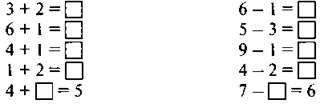 3 + 2 = □ 6 − 1 = □
6 + 1 = □ 5 − 3 = □
4 + 1 = □ 9 − 1 = □
1 + 2 = □ 4 − 2 = □
4 + □ = 5 7 − □ = 6